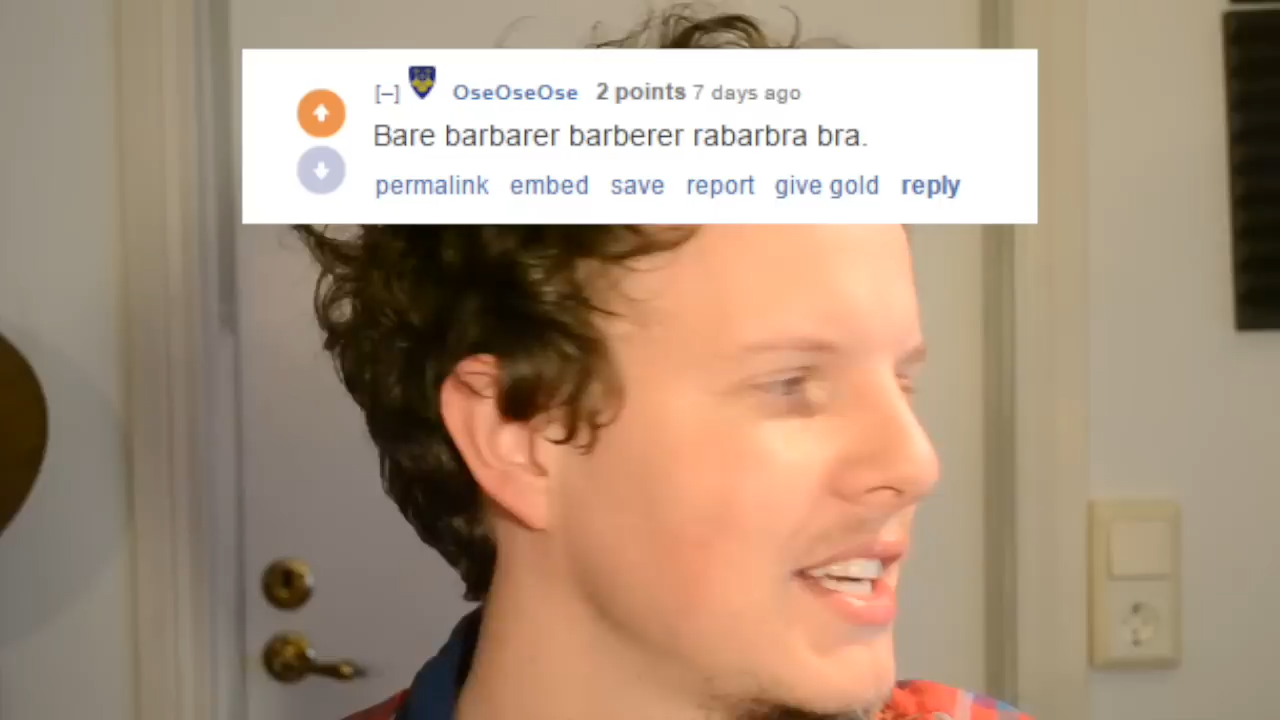 [–] OseOseOse 2 points 7 days ago
Bare barbarer barberer rabarbra bra.
permalink embed save report give gold reply